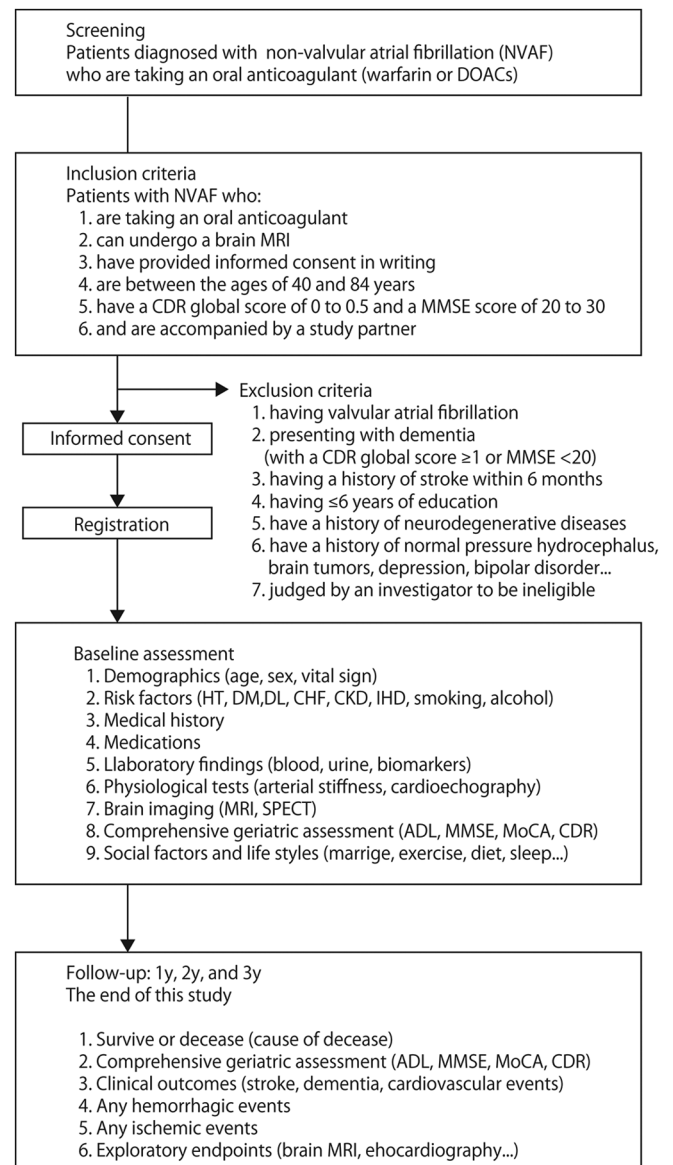 Screening
Patients diagnosed with non-valvular atrial fibrillation (NVAF)
who are taking an oral anticoagulant (warfarin or DOACs)
Inclusion criteria
Patients with NVAF who:
1. are taking an oral anticoagulant
2. can undergo a brain MRI
3. have provided informed consent in writing
4. are between the ages of 40 and 84 years
5. have a CDR global score of 0 to 0.5 and a MMSE score of 20 to 30
6. and are accompanied by a study partner
Exclusion criteria
1. having valvular atrial fibrillation
2. presenting with dementia
(with a CDR global score ≥1 or MMSE <20)
3. having a history of stroke within 6 months
4. having ≤6 years of education
5. have a history of neurodegenerative diseases
6. have a history of normal pressure hydrocephalus,
brain tumors, depression, bipolar disorder...
7. judged by an investigator to be ineligible
Informed consent
Registration
Baseline assessment
1. Demographics (age, sex, vital sign)
2. Risk factors (HT, DM,DL, CHF, CKD, IHD, smoking, alcohol)
3. Medical history
4. Medications
5. Llaboratory findings (blood, urine, biomarkers)
6. Physiological tests (arterial stiffness, cardioechography)
7. Brain imaging (MRI, SPECT)
8. Comprehensive geriatric assessment (ADL, MMSE, MoCA, CDR)
9. Social factors and life styles (marrige, exercise, diet, sleep...)
Follow-up: 1y, 2y, and 3y
The end of this study
1. Survive or decease (cause of decease)
2. Comprehensive geriatric assessment (ADL, MMSE, MoCA, CDR)
3. Clinical outcomes (stroke, dementia, cardiovascular events)
4. Any hemorrhagic events
5. Any ischemic events
6. Exploratory endpoints (brain MRI, ehocardiography...)